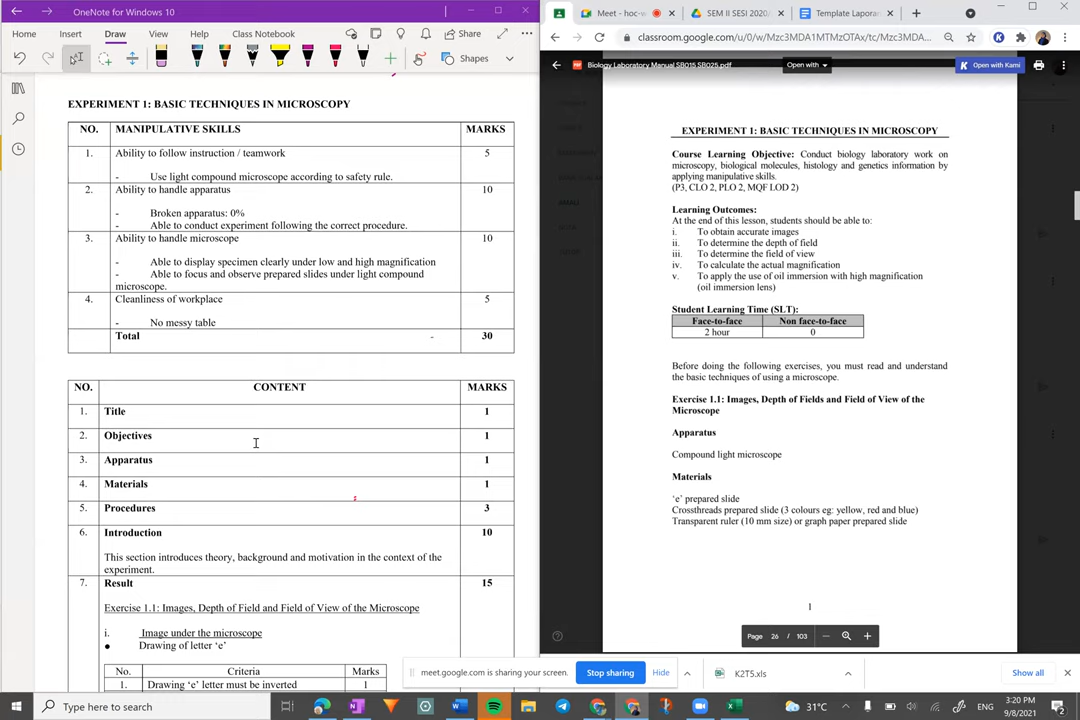 OneNote for Windows 10
Home Insert Draw View Help Class Notebook Share
Shapes
EXPERIMENT 1: BASIC TECHNIQUES IN MICROSCOPY
NO. MANIPULATIVE SKILLS MARKS
1. Ability to follow instruction / teamwork 5
- Use light compound microscope according to safety rule.
2. Ability to handle apparatus 10
- Broken apparatus: 0%
- Able to conduct experiment following the correct procedure.
3. Ability to handle microscope 10
- Able to display specimen clearly under low and high magnification
- Able to focus and observe prepared slides under light compound
microscope.
4. Cleanliness of workplace 5
- No messy table
Total 30
NO. CONTENT MARKS
1. Title 1
2. Objectives 1
3. Apparatus 1
4. Materials 1
5. Procedures 3
6. Introduction 10
This section introduces theory, background and motivation in the context of the
experiment.
7. Result 15
Exercise 1.1: Images, Depth of Field and Field of View of the Microscope
i. Image under the microscope
● Drawing of letter ‘e’
No. Criteria Marks
1. Drawing ‘e’ letter must be inverted 1
Meet - hoc-w
SEM II SESI 2020/
Template Lapora
classroom.google.com/u/0/w/Mzc3MDA1MTMzOTAx/tc/Mzc3MDA...
Biology Laboratory Manual SB015 SB025.pdf
Open with
Open with Kami
EXPERIMENT 1: BASIC TECHNIQUES IN MICROSCOPY
Course Learning Objective: Conduct biology laboratory work on
microscopy, biological molecules, histology and genetics information by
applying manipulative skills.
(P3, CLO 2, PLO 2, MQF LOD 2)
Learning Outcomes:
At the end of this lesson, students should be able to:
i. To obtain accurate images
ii. To determine the depth of field
iii. To determine the field of view
iv. To calculate the actual magnification
v. To apply the use of oil immersion with high magnification
(oil immersion lens)
Student Learning Time (SLT):
Face-to-face Non face-to-face
2 hour 0
Before doing the following exercises, you must read and understand
the basic techniques of using a microscope.
Exercise 1.1: Images, Depth of Fields and Field of View of the
Microscope
Apparatus
Compound light microscope
Materials
‘e’ prepared slide
Crossthreads prepared slide (3 colours eg: yellow, red and blue)
Transparent ruler (10 mm size) or graph paper prepared slide
1
Page 26 / 103
meet.google.com is sharing your screen. Stop sharing Hide
K2T5.xls
Show all
Type here to search
31°C
ENG
3:20 PM
9/8/2021
2